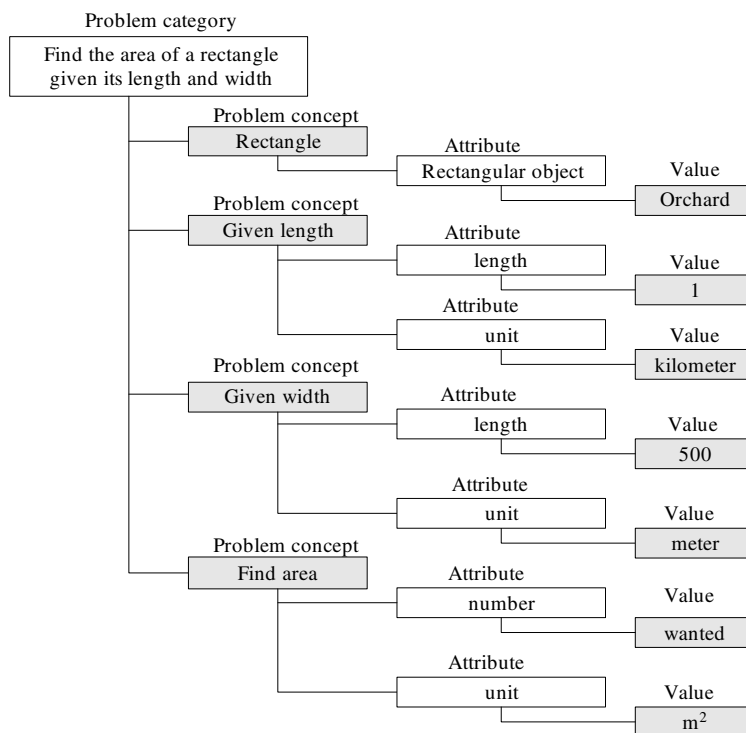 Problem category
Find the area of a rectangle
given its length and width
Problem concept
Rectangle
Attribute
Rectangular object
Value
Orchard
Problem concept
Given length
Attribute
length
Value
1
Attribute
unit
Value
kilometer
Problem concept
Given width
Attribute
length
Value
500
Attribute
unit
Value
meter
Problem concept
Find area
Attribute
number
Value
wanted
Attribute
unit
Value
m²